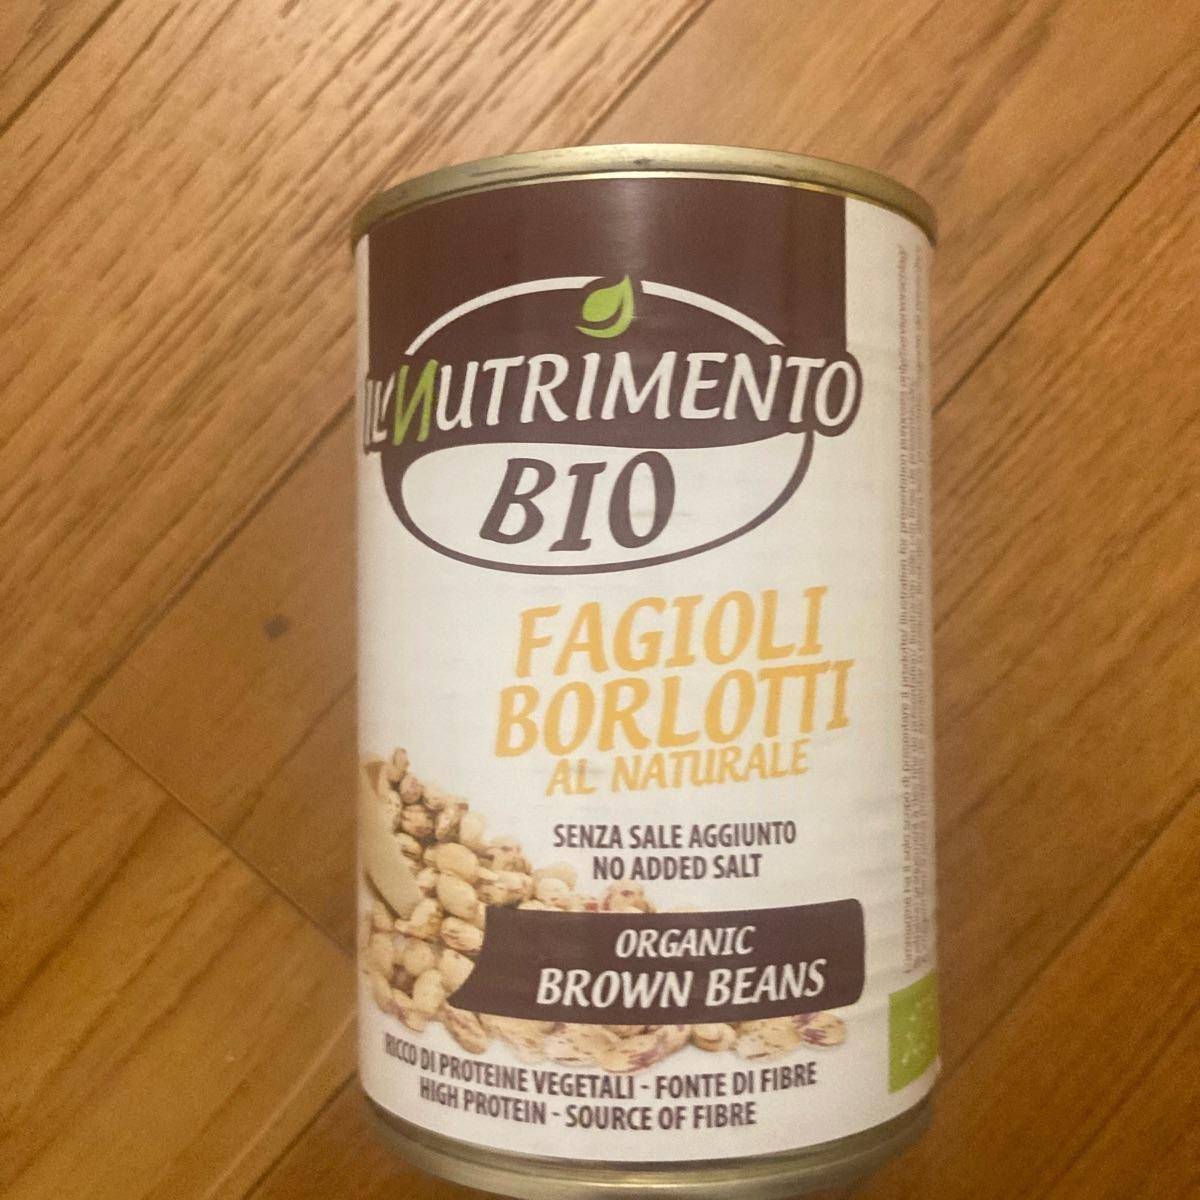 IL NUTRIMENTO
BIO
FAGIOLI
BORLOTTI
AL NATURALE
SENZA SALE AGGIUNTO
NO ADDED SALT
ORGANIC
BROWN BEANS
RICCO DI PROTEINE VEGETALI - FONTE DI FIBRE
HIGH PROTEIN - SOURCE OF FIBRE